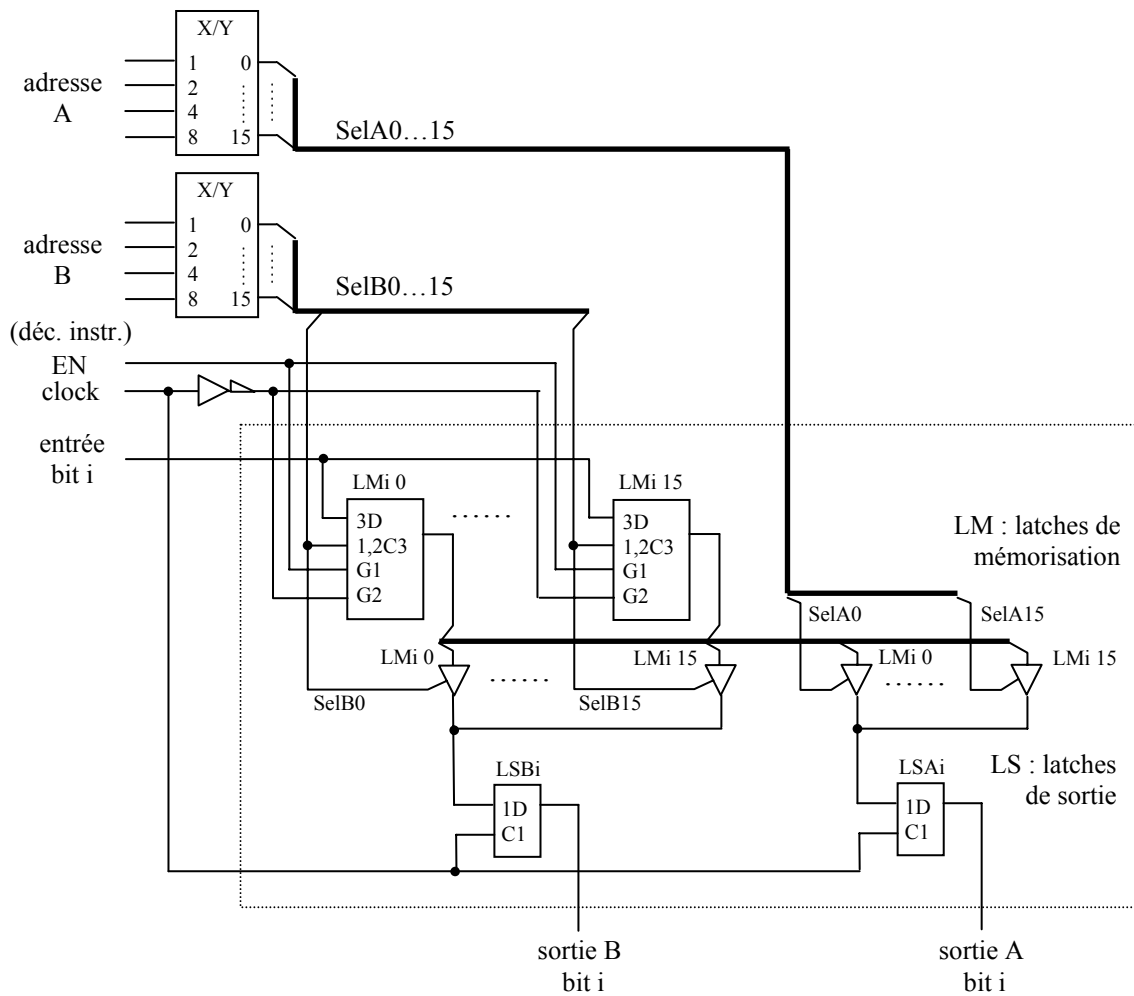 X/Y
adresse
A
1 0
2
4
8 15
SelA0…15
X/Y
adresse
B
1 0
2
4
8 15
SelB0…15
(déc. instr.)
EN
clock
entrée
bit i
LMi 0
3D
1,2C3
G1
G2
......
LMi 15
3D
1,2C3
G1
G2
LM : latches de
mémorisation
SelA0
SelA15
LMi 0
......
LMi 15
LMi 0
......
LMi 15
SelB0
SelB15
LSBi
1D
C1
LSAi
1D
C1
LS : latches
de sortie
sortie B
bit i
sortie A
bit i